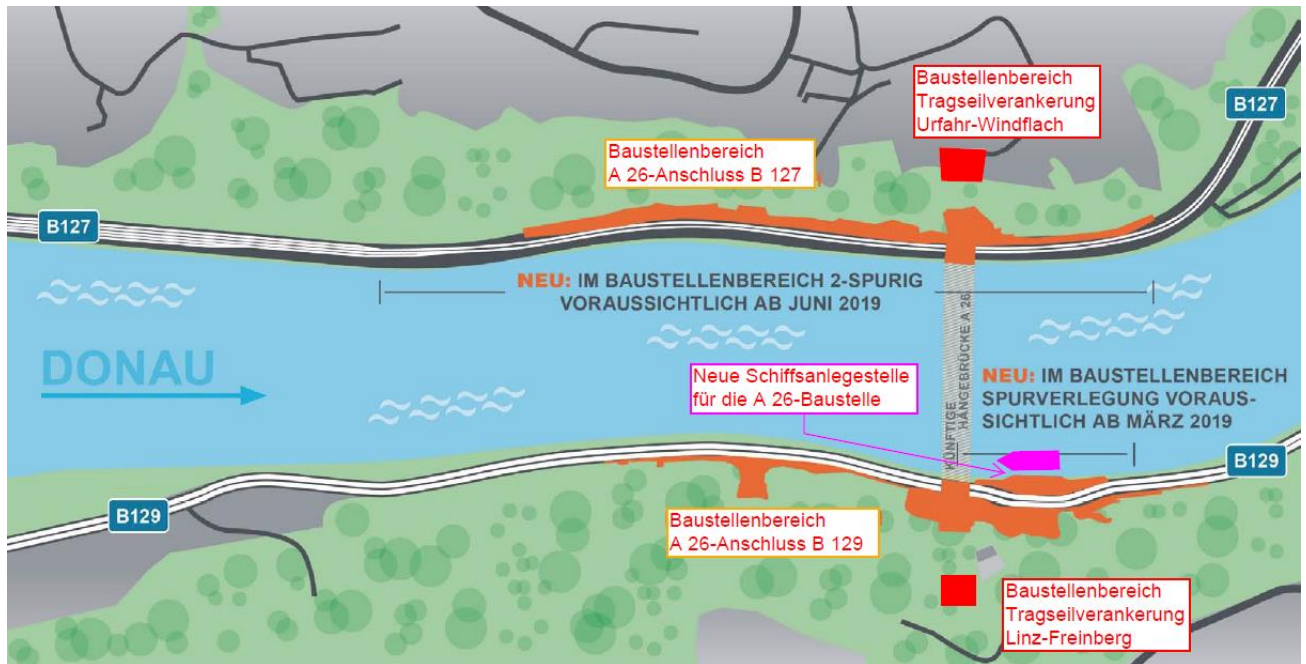 Baustellenbereich
Tragseilverankerung
Urfahr-Windflach
B127
Baustellenbereich
A 26-Anschluss B 127
B127
NEU: IM BAUSTELLENBEREICH 2-SPURIG
VORAUSSICHTLICH AB JUNI 2019
KÜNFTIGE
HÄNGEBRÜCKE A 26
DONAU
Neue Schiffsanlegestelle
für die A 26-Baustelle
NEU: IM BAUSTELLENBEREICH
SPURVERLEGUNG VORAUS-
SICHTLICH AB MÄRZ 2019
B129
B129
Baustellenbereich
A 26-Anschluss B 129
Baustellenbereich
Tragseilverankerung
Linz-Freinberg